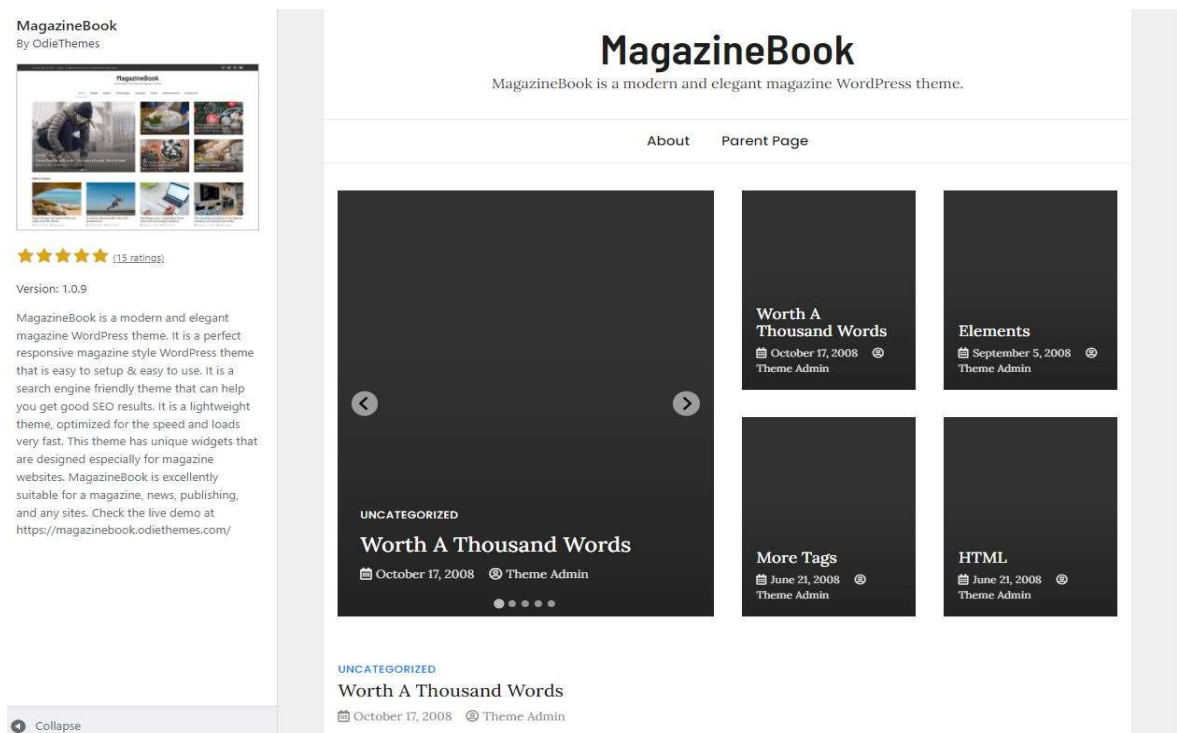 MagazineBook
By OdieThemes
MagazineBook
(15 ratings)
Version: 1.0.9
MagazineBook is a modern and elegant
magazine WordPress theme. It is a perfect
responsive magazine style WordPress theme
that is easy to setup & easy to use. It is a
search engine friendly theme that can help
you get good SEO results. It is a lightweight
theme, optimized for the speed and loads
very fast. This theme has unique widgets that
are designed especially for magazine
websites. MagazineBook is excellently
suitable for a magazine, news, publishing,
and any sites. Check the live demo at
https://magazinebook.odiethemes.com/
Collapse
MagazineBook
MagazineBook is a modern and elegant magazine WordPress theme.
About Parent Page
UNCATEGORIZED
Worth A Thousand Words
October 17, 2008 Theme Admin
Worth A
Thousand Words
October 17, 2008
Theme Admin
Elements
September 5, 2008
Theme Admin
More Tags
June 21, 2008
Theme Admin
HTML
June 21, 2008
Theme Admin
UNCATEGORIZED
Worth A Thousand Words
October 17, 2008 Theme Admin